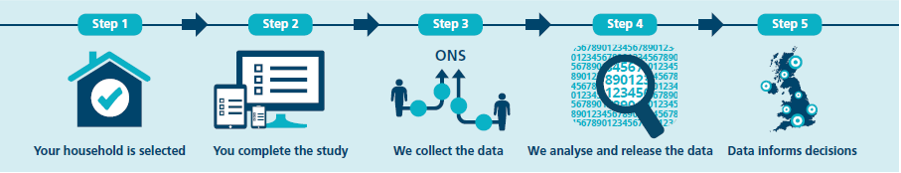 Step 1
Step 2
Step 3
Step 4
Step 5
ONS
Your household is selected
You complete the study
We collect the data
We analyse and release the data
Data informs decisions